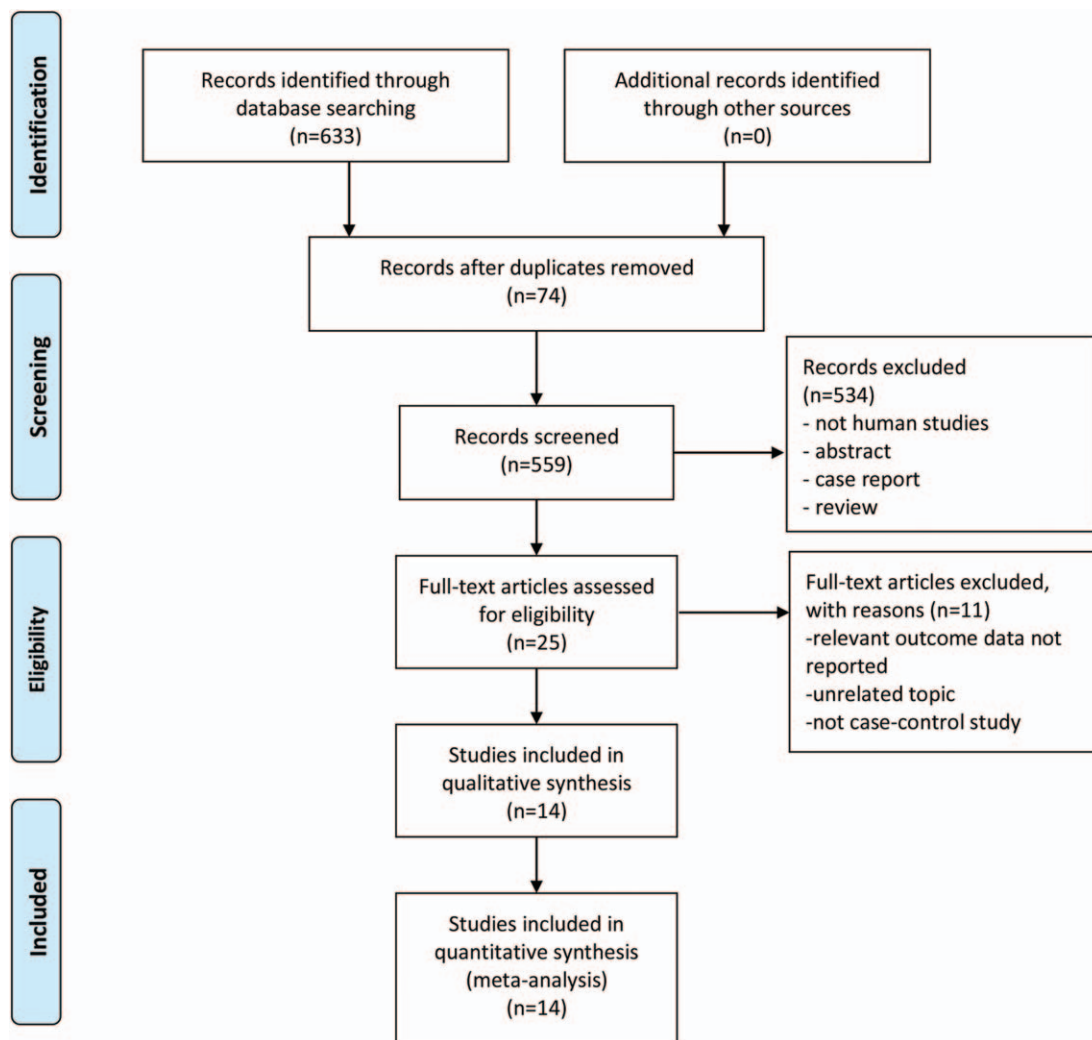 Identification
Records identified through
database searching
(n=633)
Additional records identified
through other sources
(n=0)
Screening
Records after duplicates removed
(n=74)
Records screened
(n=559)
Records excluded
(n=534)
- not human studies
- abstract
- case report
- review
Eligibility
Full-text articles assessed
for eligibility
(n=25)
Full-text articles excluded,
with reasons (n=11)
-relevant outcome data not
reported
-unrelated topic
-not case-control study
Studies included in
qualitative synthesis
(n=14)
Included
Studies included in
quantitative synthesis
(meta-analysis)
(n=14)